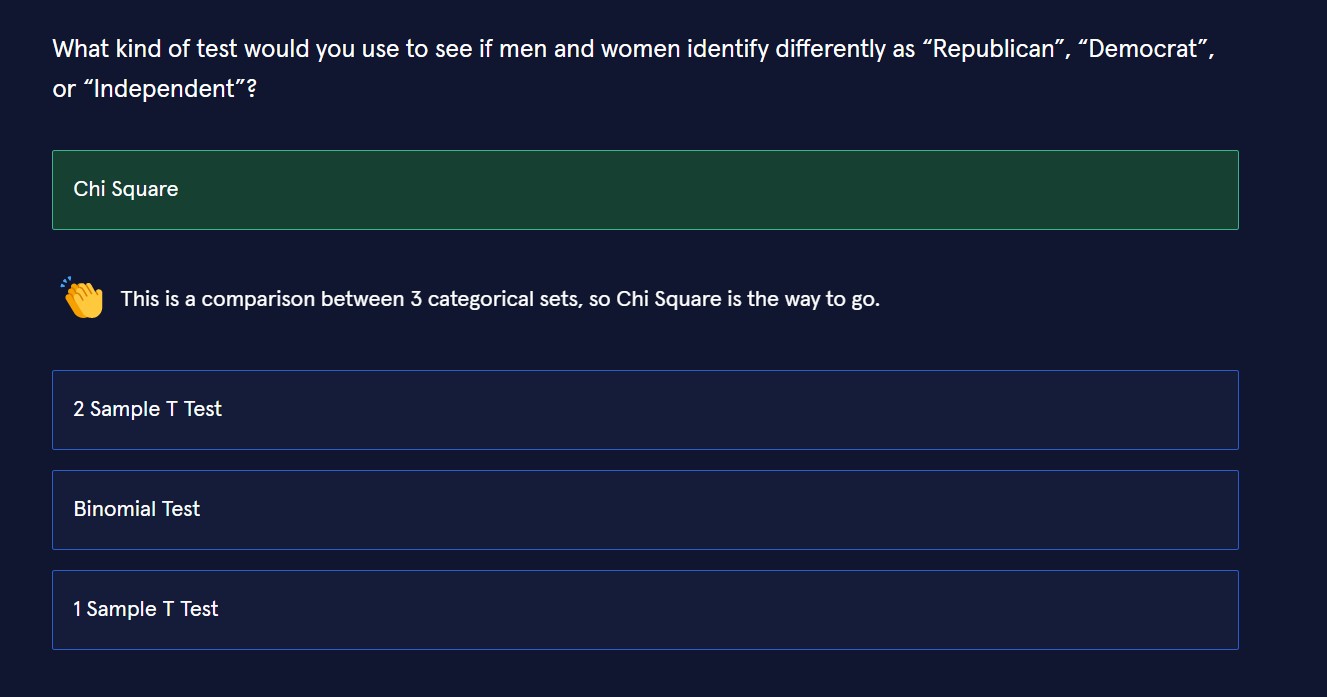 What kind of test would you use to see if men and women identify differently as “Republican”, “Democrat”,
or “Independent”?
Chi Square
This is a comparison between 3 categorical sets, so Chi Square is the way to go.
2 Sample T Test
Binomial Test
1 Sample T Test